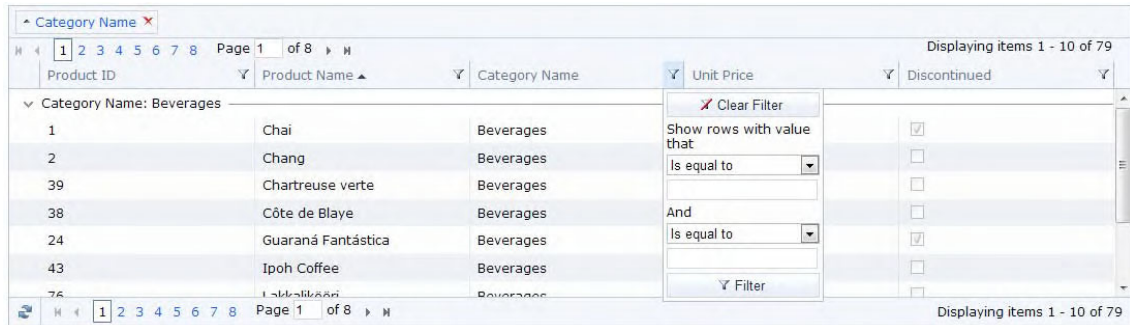 Category Name
1 2 3 4 5 6 7 8 Page 1 of 8 Displaying items 1 - 10 of 79
Product ID Product Name Category Name Unit Price Discontinued
Category Name: Beverages
Clear Filter
Show rows with value
that
Is equal to
And
Is equal to
Filter
1 Chai Beverages
2 Chang Beverages
39 Chartreuse verte Beverages
38 Côte de Blaye Beverages
24 Guaraná Fantástica Beverages
43 Ipoh Coffee Beverages
76 Lakkalikööri Beverages
1 2 3 4 5 6 7 8 Page 1 of 8 Displaying items 1 - 10 of 79